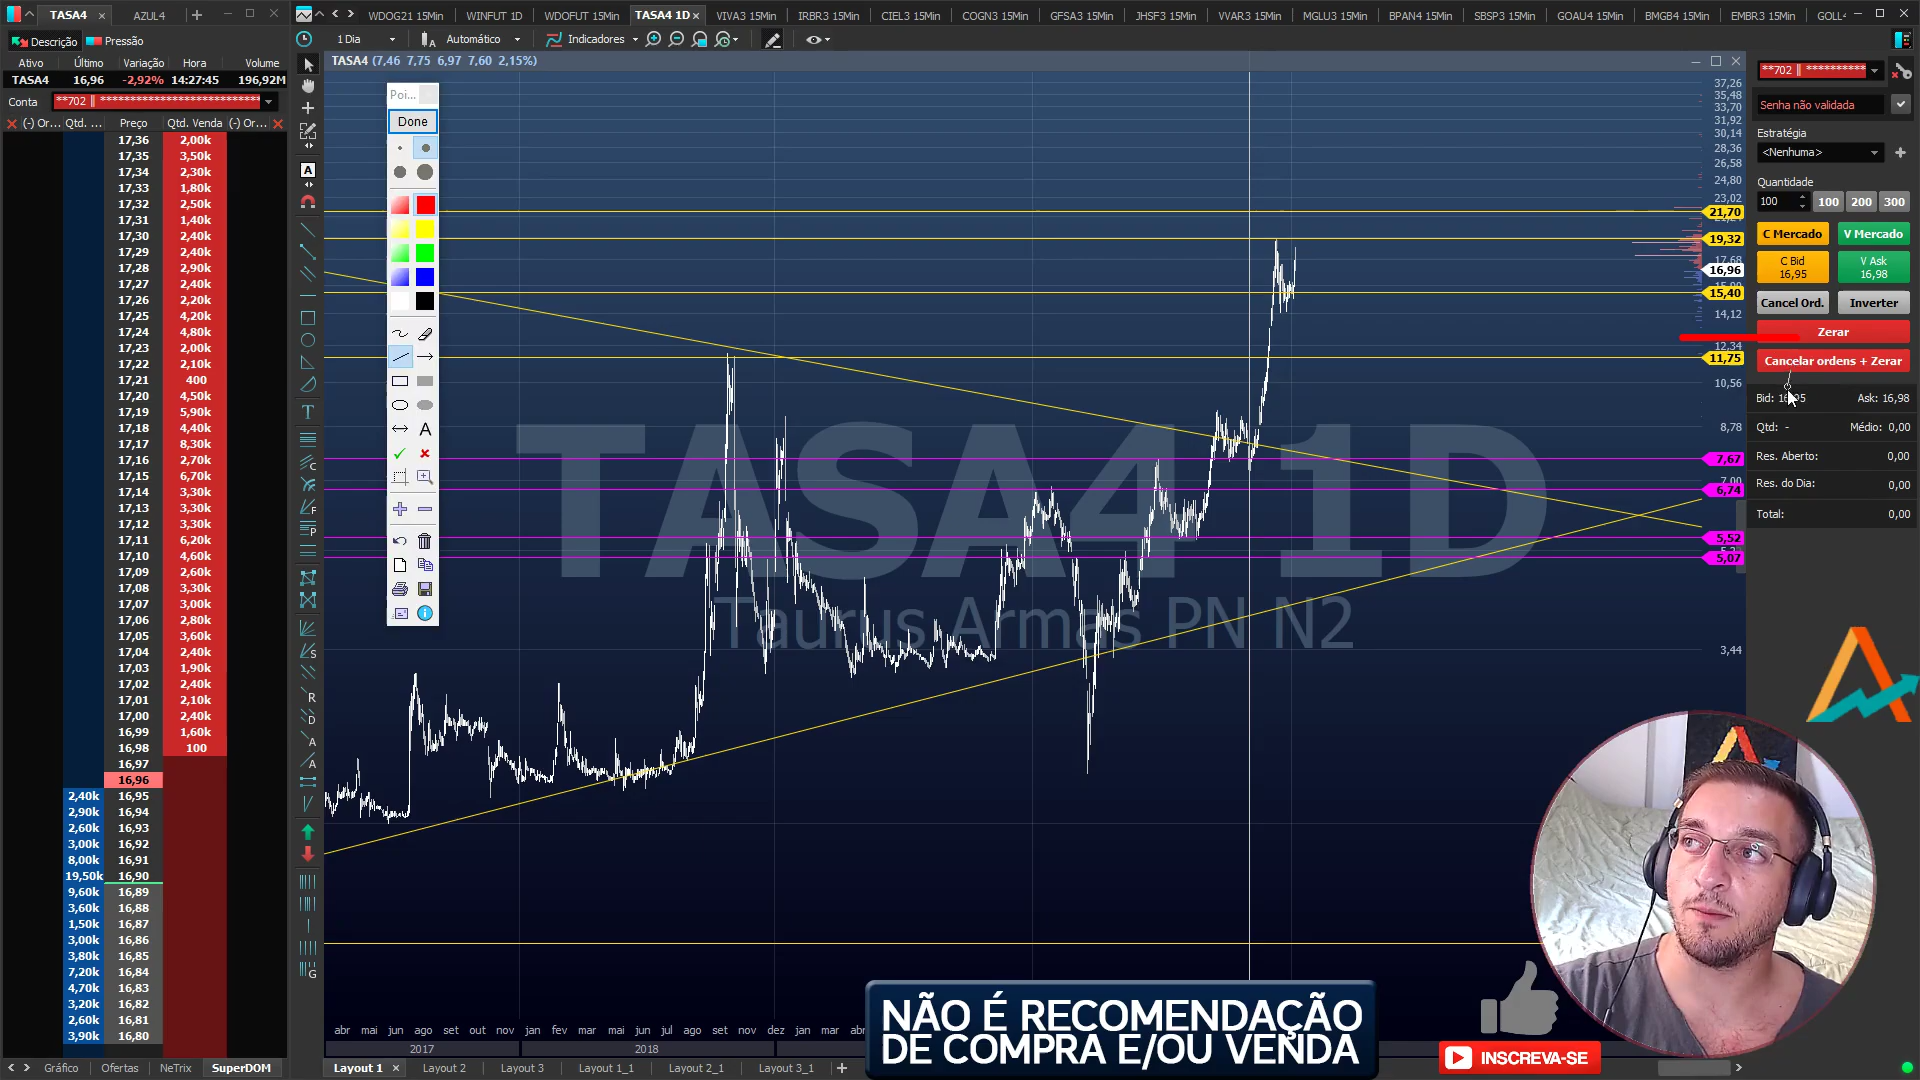 TASA4 AZUL4
WDOG21 15Min WINFUT 1D WDOFUT 15Min TASA4 1D VIVA3 15Min IRBR3 15Min CIEL3 15Min COGN3 15Min GFSA3 15Min JHSF3 15Min VVAR3 15Min MGLU3 15Min BPAN4 15Min SBSP3 15Min GOAU4 15Min BMGB4 15Min EMBR3 15Min GOLL4
Descrição Pressão
1 Dia Automático Indicadores
Ativo Último Variação Hora Volume
TASA4 16,96 -2,92% 14:27:45 196,92M
Conta **702 || ****************************
(-) Or... Qtd. ... Preço Qtd. Venda (-) Or...
17,36 2,00k
17,35 3,50k
17,34 2,30k
17,33 1,80k
17,32 2,50k
17,31 1,40k
17,30 2,40k
17,29 2,40k
17,28 2,90k
17,27 2,40k
17,26 2,20k
17,25 4,20k
17,24 4,80k
17,23 2,00k
17,22 2,10k
17,21 400
17,20 4,50k
17,19 5,90k
17,18 4,40k
17,17 8,30k
17,16 2,70k
17,15 6,70k
17,14 3,30k
17,13 3,30k
17,12 3,30k
17,11 6,20k
17,10 4,60k
17,09 2,60k
17,08 3,30k
17,07 3,00k
17,06 2,80k
17,05 3,60k
17,04 2,40k
17,03 1,90k
17,02 2,40k
17,01 2,10k
17,00 2,40k
16,99 1,60k
16,98 100
16,97
16,96
2,40k 16,95
2,90k 16,94
2,60k 16,93
3,00k 16,92
8,00k 16,91
19,50k 16,90
9,60k 16,89
3,60k 16,88
1,50k 16,87
3,00k 16,86
3,80k 16,85
7,20k 16,84
4,70k 16,83
3,20k 16,82
2,60k 16,81
3,90k 16,80
Gráfico Ofertas NeTrix SuperDOM
TASA4 (7,46 7,75 6,97 7,60 2,15%)
Poi...
Done
TASA4 1D
Taurus Armas PN N2
37,26
35,48
33,70
31,92
30,14
28,36
26,58
24,80
23,02
21,70
19,32
17,68
16,96
15,40
14,12
12,34
11,75
10,56
8,78
7,67
7,00
6,74
5,52
5,07
3,44
abr mai jun ago set out nov jan fev mar mai jun jul ago set nov dez jan mar
2017 2018
NÃO É RECOMENDAÇÃO
DE COMPRA E/OU VENDA
INSCREVA-SE
Layout 1 Layout 2 Layout 3 Layout 1_1 Layout 2_1 Layout 3_1
**702 || **********
Senha não validada
Estratégia
<Nenhuma>
Quantidade
100 100 200 300
C Mercado V Mercado
C Bid V Ask
16,95 16,98
Cancel Ord. Inverter
Zerar
Cancelar ordens + Zerar
Bid: 16,95 Ask: 16,98
Qtd: - Médio: 8,00
Res. Aberto: 0,00
Res. do Dia: 0,00
Total: 0,00